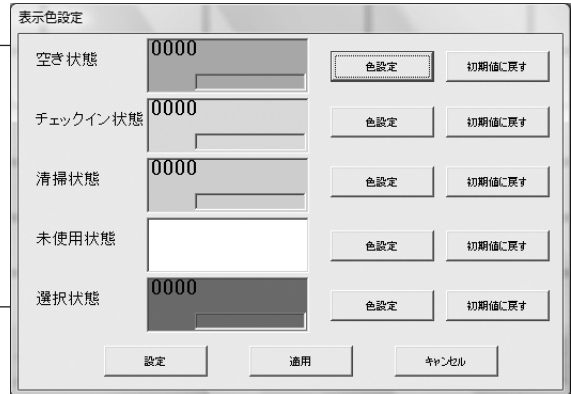 表示色設定
空き状態 0000 色設定 初期値に戻す
チェックイン状態 0000 色設定 初期値に戻す
清掃状態 0000 色設定 初期値に戻す
未使用状態 色設定 初期値に戻す
選択状態 0000 色設定 初期値に戻す
設定 適用 キャンセル